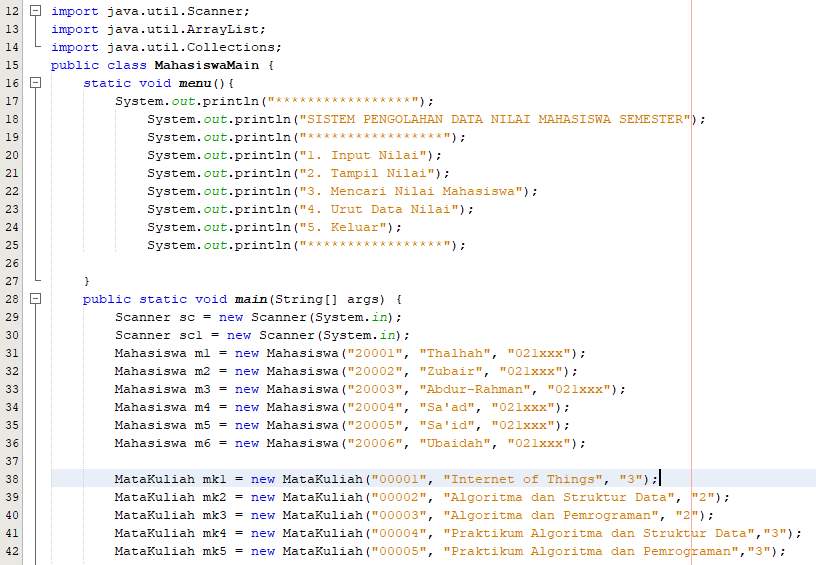 12 import java.util.Scanner;
13 import java.util.ArrayList;
14 import java.util.Collections;
15 public class MahasiswaMain {
16 static void menu(){
17 System.out.println("*****************");
18 System.out.println("SISTEM PENGOLAHAN DATA NILAI MAHASISWA SEMESTER");
19 System.out.println("*****************");
20 System.out.println("1. Input Nilai");
21 System.out.println("2. Tampil Nilai");
22 System.out.println("3. Mencari Nilai Mahasiswa");
23 System.out.println("4. Urut Data Nilai");
24 System.out.println("5. Keluar");
25 System.out.println("*****************");
26
27 }
28 public static void main(String[] args) {
29 Scanner sc = new Scanner(System.in);
30 Scanner sc1 = new Scanner(System.in);
31 Mahasiswa m1 = new Mahasiswa("20001", "Thalhah", "021xxx");
32 Mahasiswa m2 = new Mahasiswa("20002", "Zubair", "021xxx");
33 Mahasiswa m3 = new Mahasiswa("20003", "Abdur-Rahman", "021xxx");
34 Mahasiswa m4 = new Mahasiswa("20004", "Sa'ad", "021xxx");
35 Mahasiswa m5 = new Mahasiswa("20005", "Sa'id", "021xxx");
36 Mahasiswa m6 = new Mahasiswa("20006", "Ubaidah", "021xxx");
37
38 MataKuliah mk1 = new MataKuliah("00001", "Internet of Things", "3");
39 MataKuliah mk2 = new MataKuliah("00002", "Algoritma dan Struktur Data", "2");
40 MataKuliah mk3 = new MataKuliah("00003", "Algoritma dan Pemrograman", "2");
41 MataKuliah mk4 = new MataKuliah("00004", "Praktikum Algoritma dan Struktur Data","3");
42 MataKuliah mk5 = new MataKuliah("00005", "Praktikum Algoritma dan Pemrograman","3");